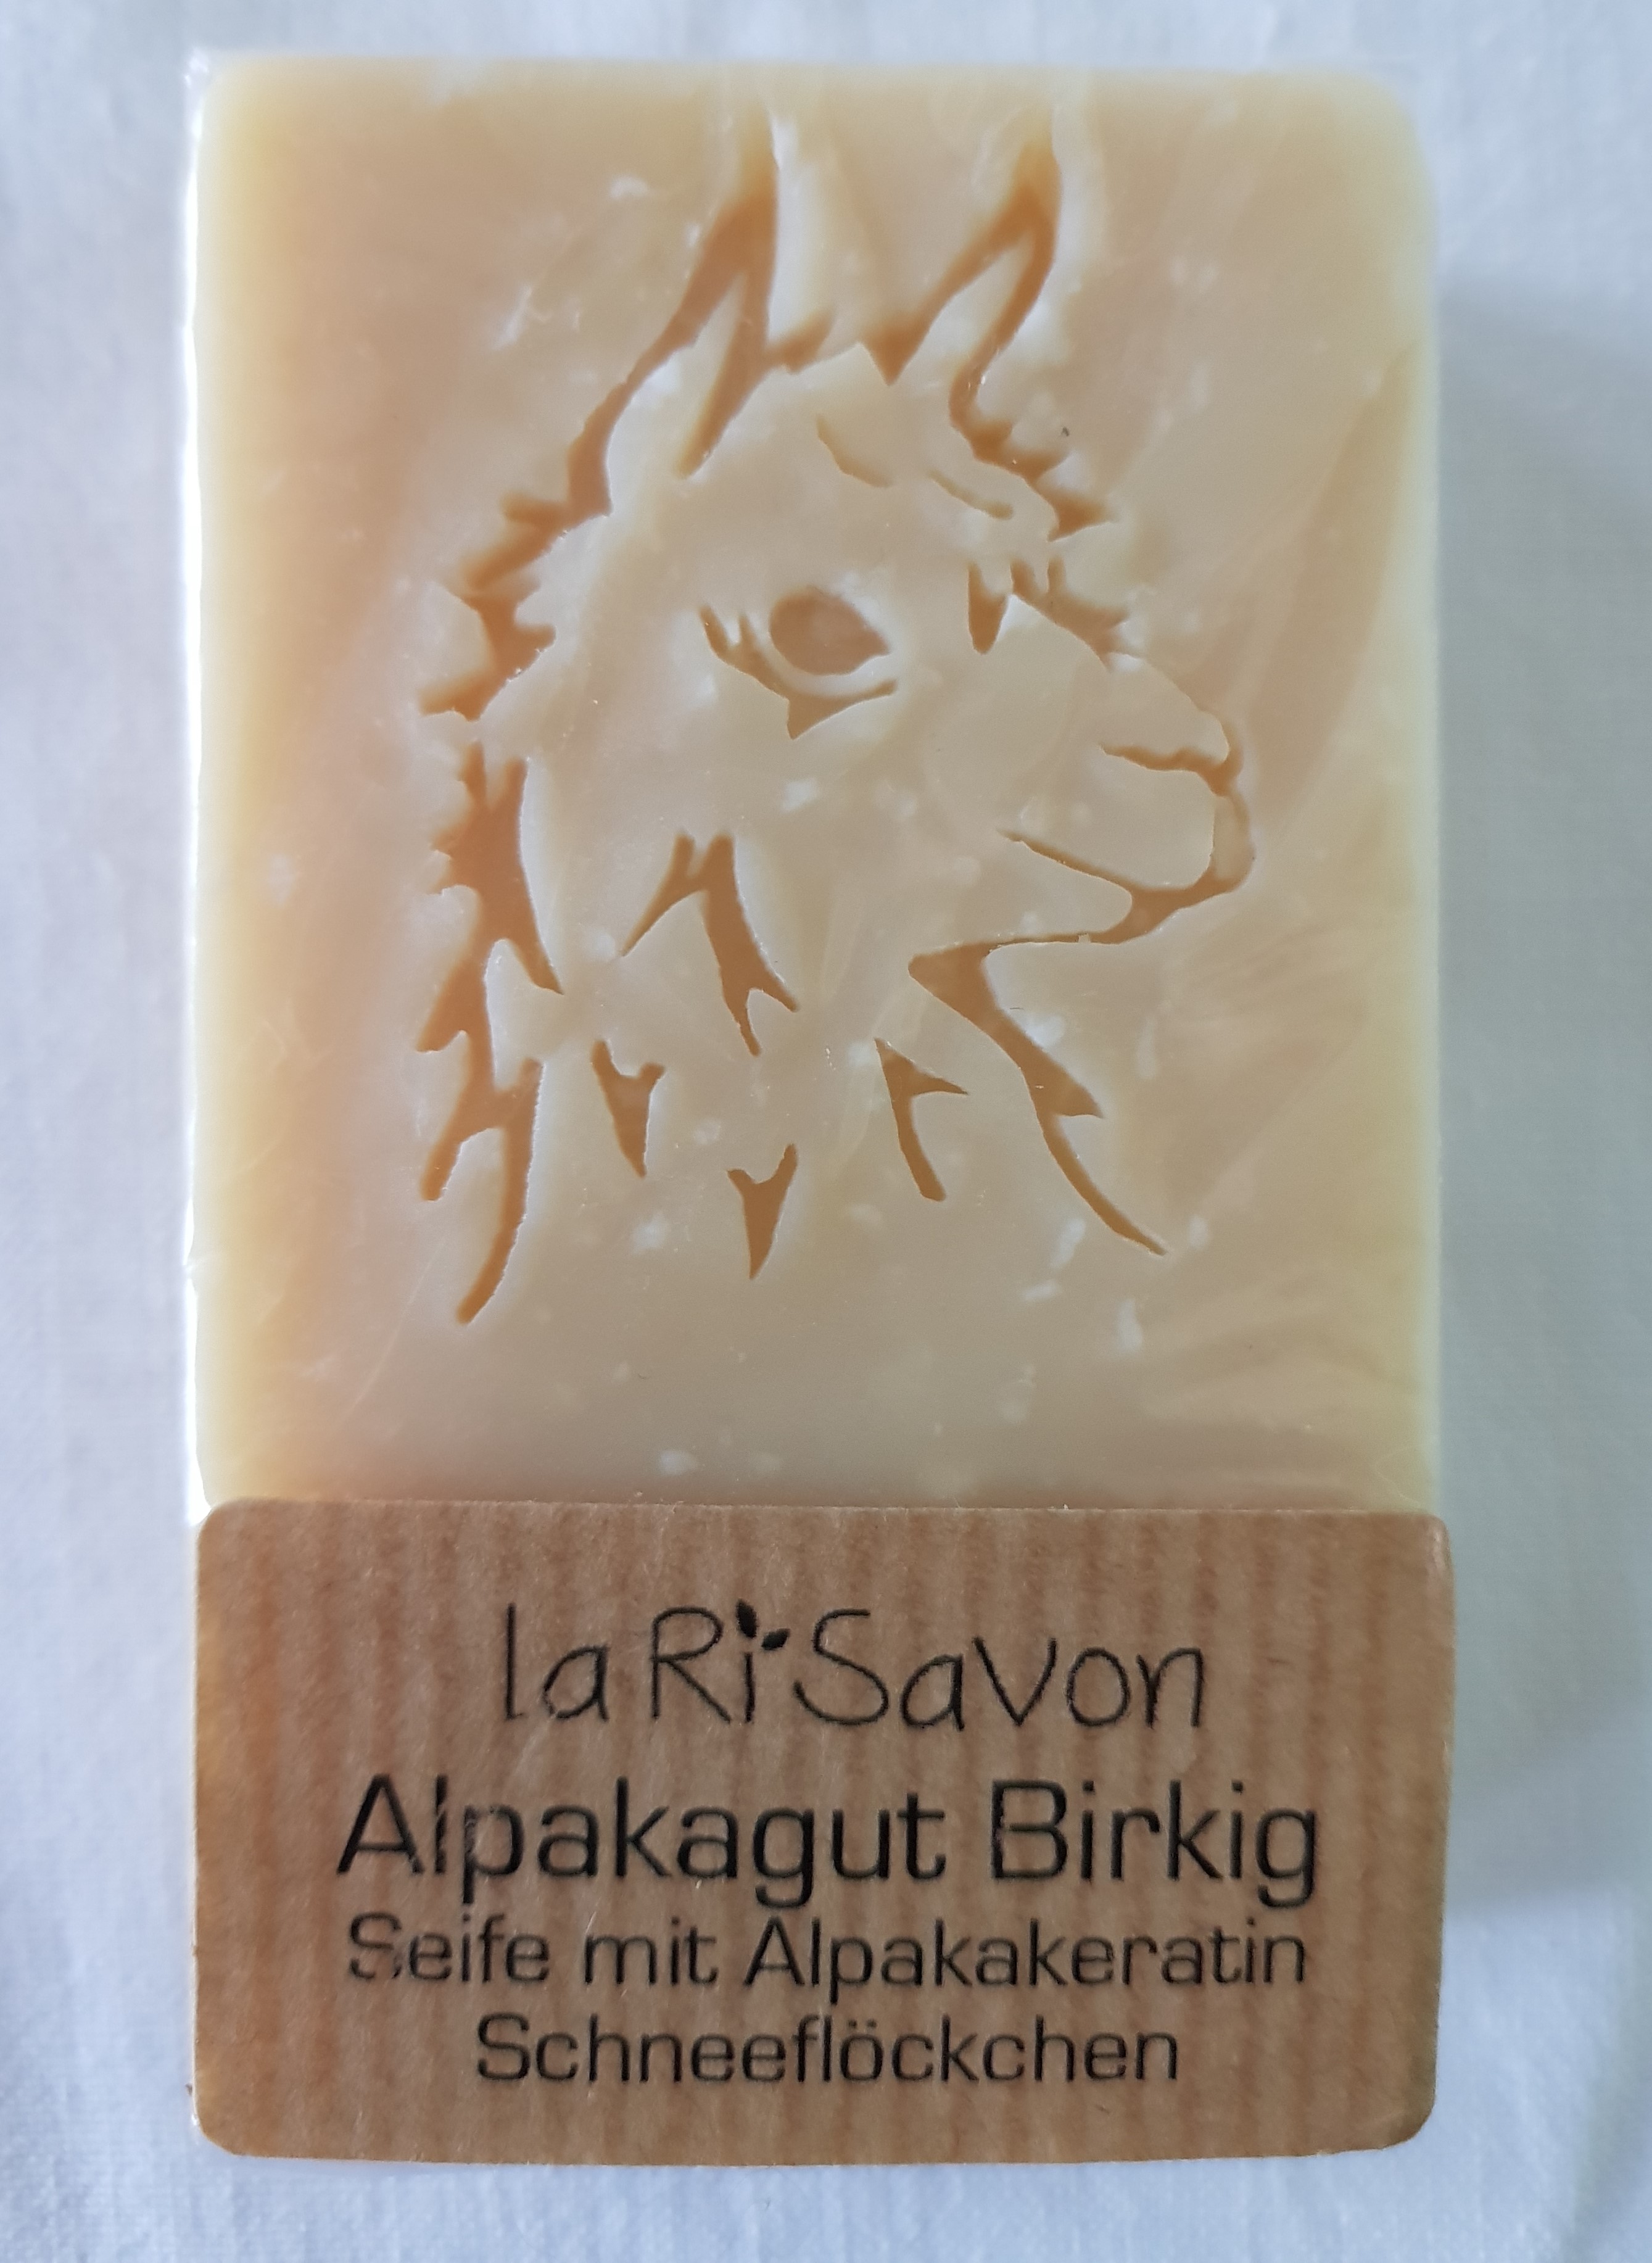 la Ri Savon
Alpakagut Birkig
Seife mit Alpakakeratin
Schneeflöckchen